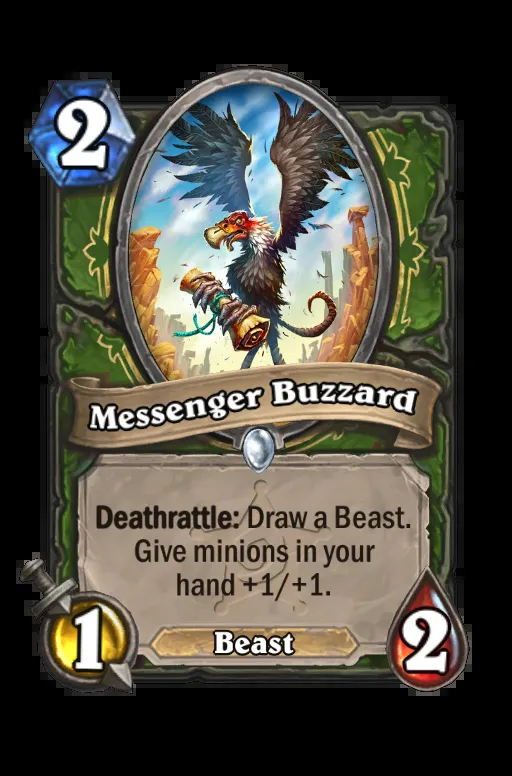 2
Messenger Buzzard
Deathrattle: Draw a Beast.
Give minions in your
hand +1/+1.
1
Beast
2